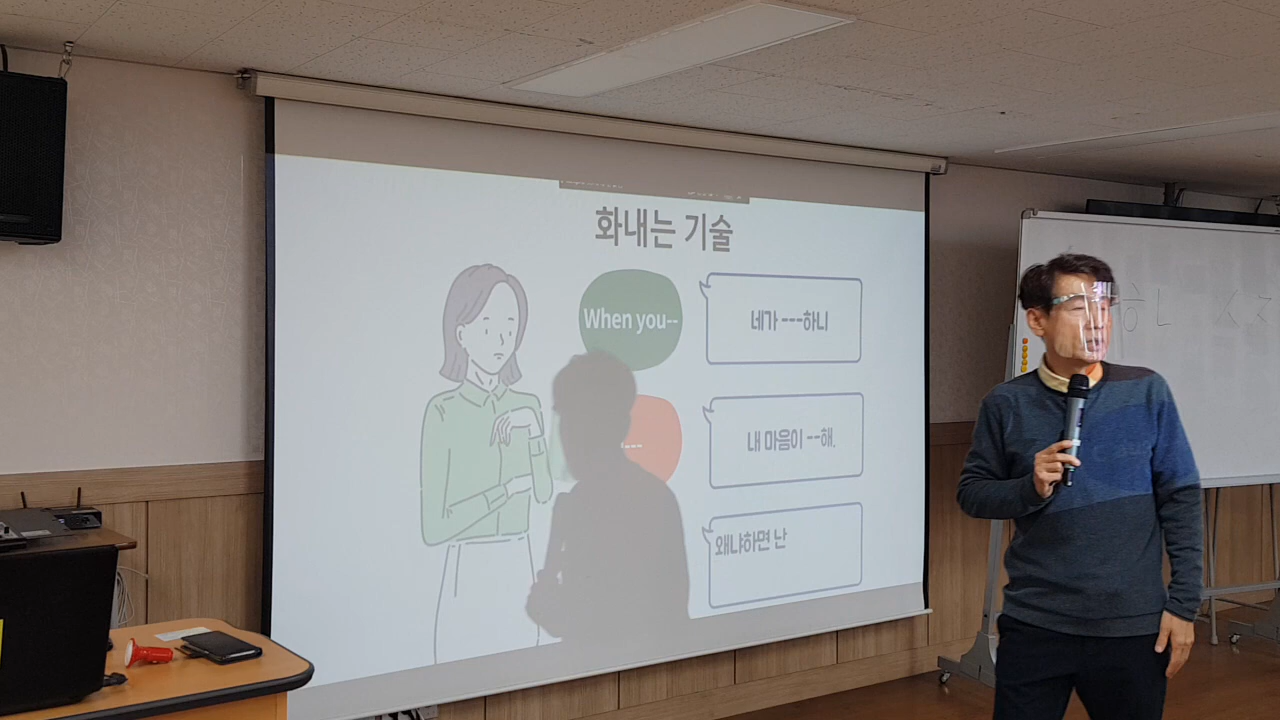 화내는 기술
When you--
네가 ---하니
내 마음이 --해.
왜냐하면 난